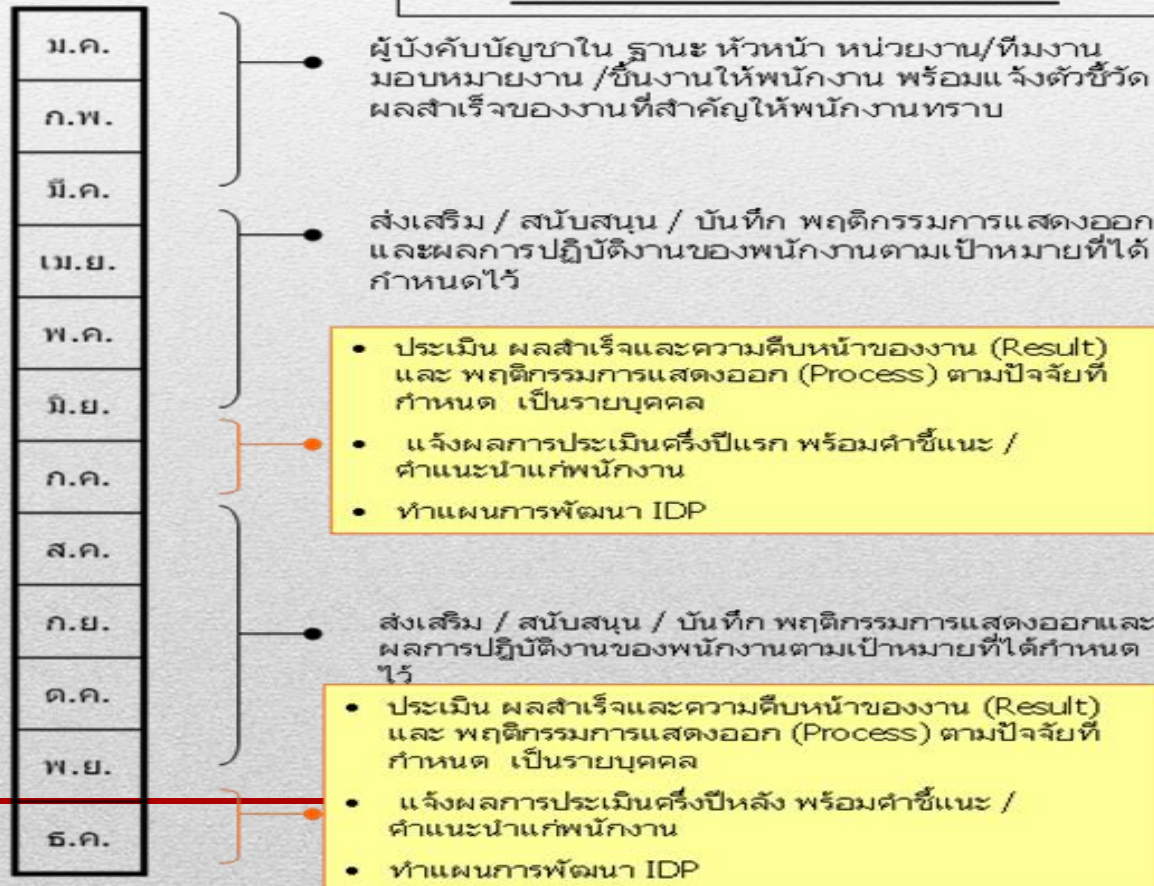 ม.ค.
ก.พ.
มี.ค.
เม.ย.
พ.ค.
มิ.ย.
ก.ค.
ส.ค.
ก.ย.
ต.ค.
พ.ย.
ธ.ค.
ผู้บังคับบัญชาใน ฐานะ หัวหน้า หน่วยงาน/ทีมงาน
มอบหมายงาน /ชิ้นงานให้พนักงาน พร้อมแจ้งตัวชี้วัด
ผลสำเร็จของงานที่สำคัญให้พนักงานทราบ
ส่งเสริม / สนับสนุน / บันทึก พฤติกรรมการแสดงออก
และผลการปฏิบัติงานของพนักงานตามเป้าหมายที่ได้
กำหนดไว้
• ประเมิน ผลสำเร็จและความคืบหน้าของงาน (Result)
และ พฤติกรรมการแสดงออก (Process) ตามปัจจัยที่
กำหนด เป็นรายบุคคล
• แจ้งผลการประเมินครึ่งปีแรก พร้อมคำชี้แนะ /
คำแนะนำแก่พนักงาน
• ทำแผนการพัฒนา IDP
ส่งเสริม / สนับสนุน / บันทึก พฤติกรรมการแสดงออกและ
ผลการปฏิบัติงานของพนักงานตามเป้าหมายที่ได้กำหนด
ไว้
• ประเมิน ผลสำเร็จและความคืบหน้าของงาน (Result)
และ พฤติกรรมการแสดงออก (Process) ตามปัจจัยที่
กำหนด เป็นรายบุคคล
• แจ้งผลการประเมินครึ่งปีหลัง พร้อมคำชี้แนะ /
คำแนะนำแก่พนักงาน
• ทำแผนการพัฒนา IDP